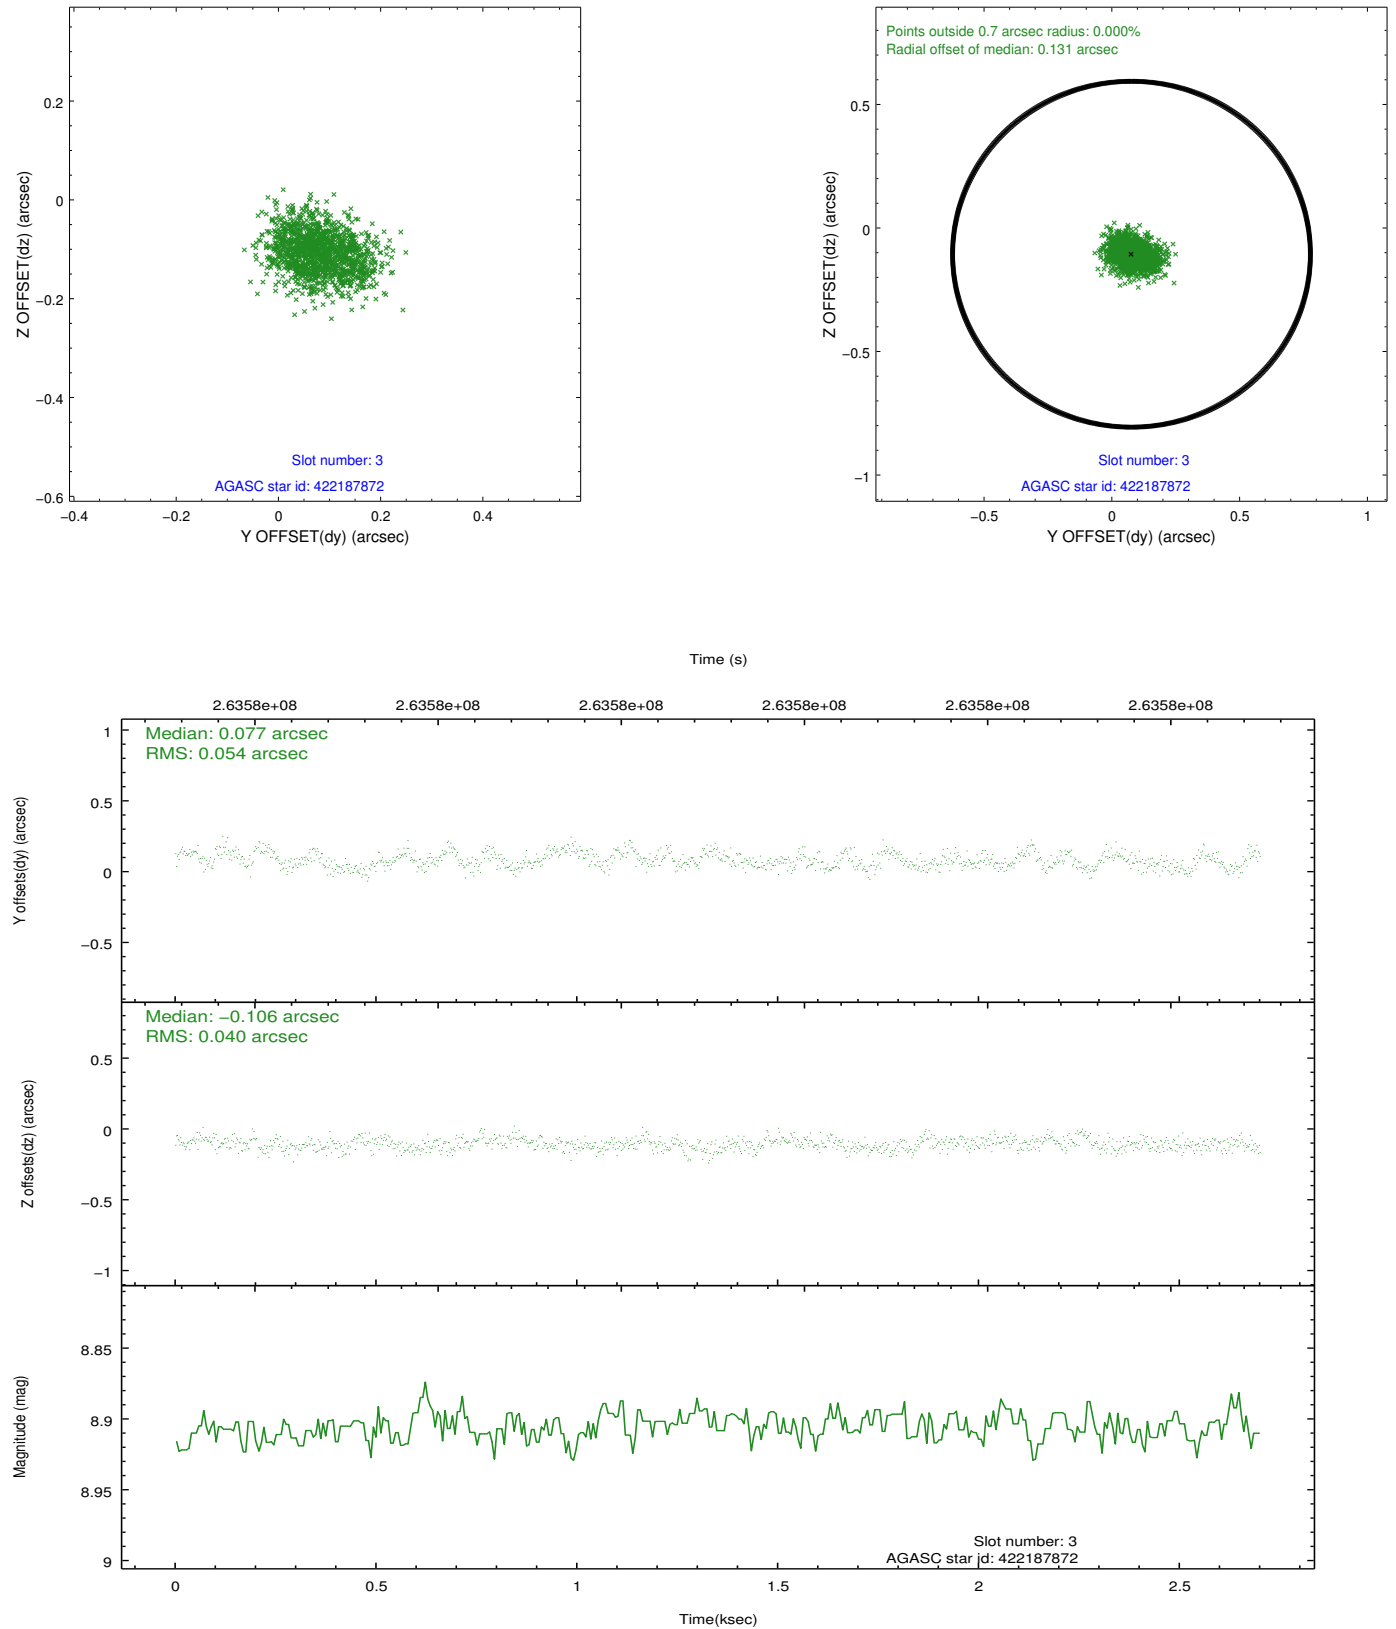 Z OFFSET(dz) (arcsec)
0.2
0
−0.2
−0.4
−0.6
−0.4
−0.2
0
0.2
0.4
Y OFFSET(dy) (arcsec)
Slot number: 3
AGASC star id: 422187872
Points outside 0.7 arcsec radius: 0.000%
Radial offset of median: 0.131 arcsec
Z OFFSET(dz) (arcsec)
0.5
0
−0.5
−1
−0.5
0
0.5
1
Y OFFSET(dy) (arcsec)
Slot number: 3
AGASC star id: 422187872
Time (s)
2.6358e+08
2.6358e+08
2.6358e+08
2.6358e+08
2.6358e+08
2.6358e+08
Median: 0.077 arcsec
RMS: 0.054 arcsec
Y offsets(dy) (arcsec)
1
0.5
0
−0.5
Median: −0.106 arcsec
RMS: 0.040 arcsec
Z offsets(dz) (arcsec)
0.5
0
−0.5
−1
Magnitude (mag)
8.85
8.9
8.95
9
Slot number: 3
AGASC star id: 422187872
0
0.5
1
1.5
2
2.5
Time(ksec)